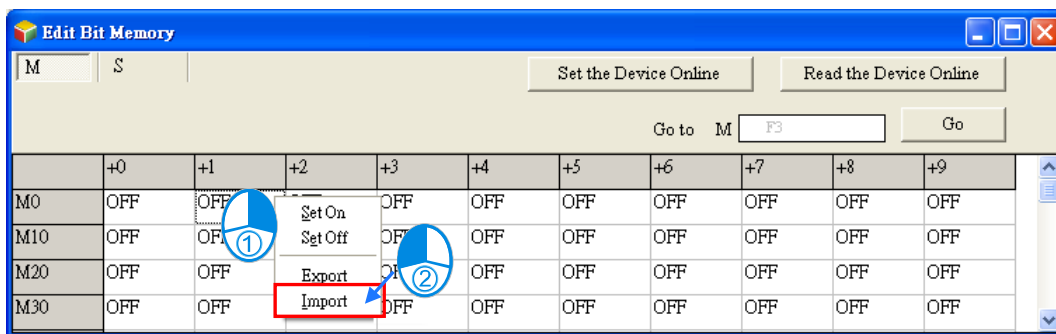 Edit Bit Memory
M S Set the Device Online Read the Device Online
Go to M F3 Go
+0 +1 +2 +3 +4 +5 +6 +7 +8 +9
M0 OFF OFF OFF OFF OFF OFF OFF OFF OFF
Set On
M10 OFF OFF OFF OFF OFF OFF OFF OFF OFF
① Set Off
M20 OFF OFF OFF OFF OFF OFF OFF OFF OFF
Export ②
M30 OFF OFF OFF OFF OFF OFF OFF OFF OFF
Import